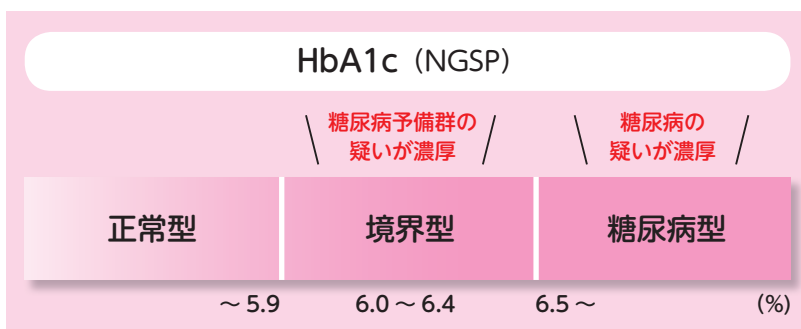 HbA1c (NGSP)
糖尿病予備群の
疑いが濃厚
糖尿病の
疑いが濃厚
正常型
境界型
糖尿病型
～5.9
6.0～6.4
6.5～
(%)